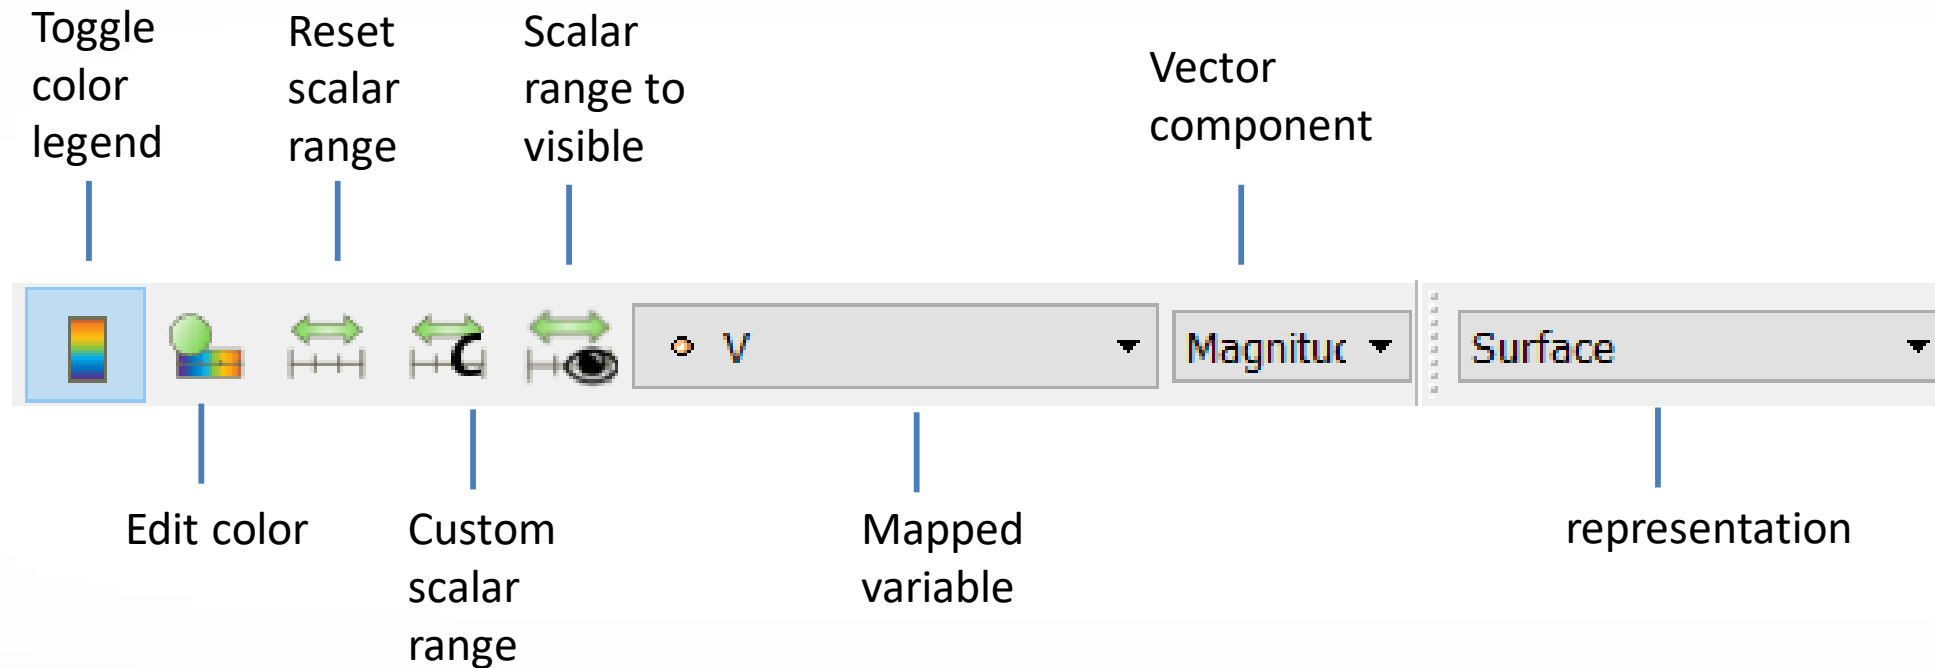 Toggle
color
legend
Reset
scalar
range
Scalar
range to
visible
Vector
component
V
Magnituc
Surface
Edit color
Custom
scalar
range
Mapped
variable
representation